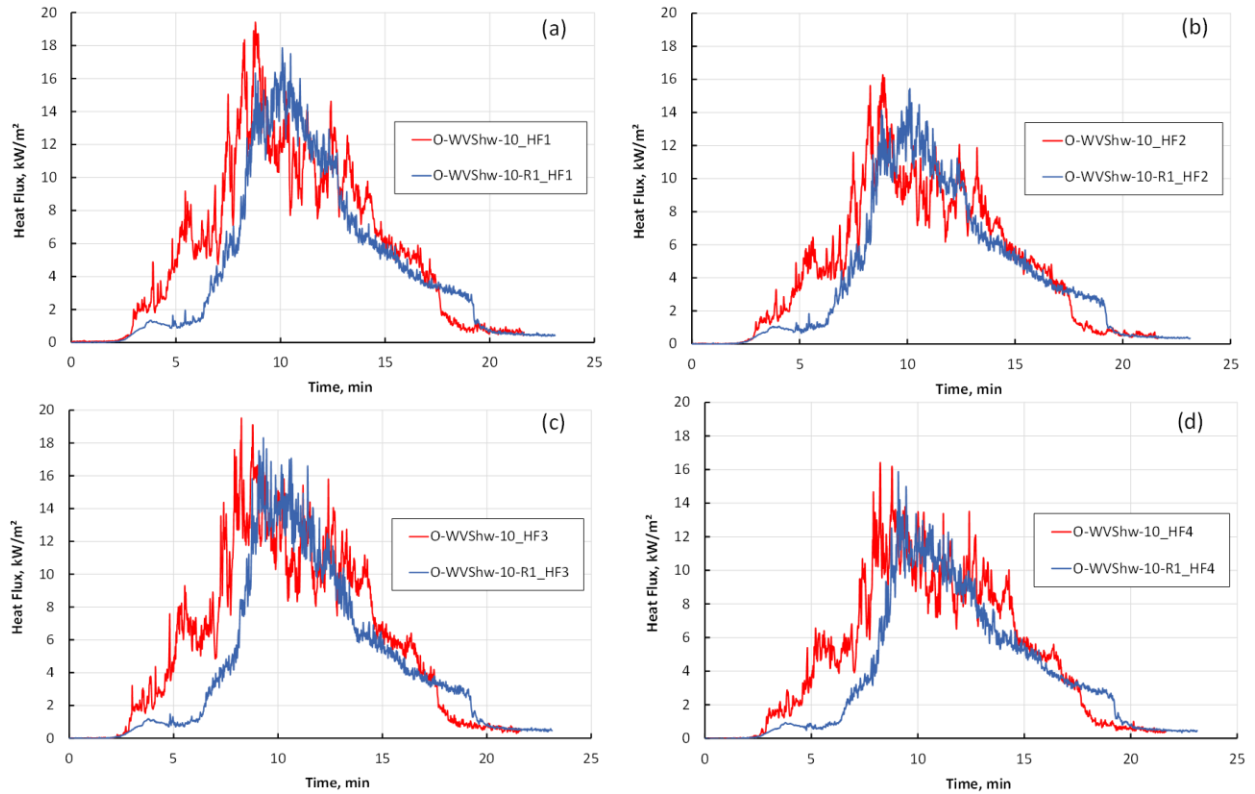 (a)
Heat Flux, kW/m²
20
18
16
14
12
10
8
6
4
2
0
O-WVShw-10_HF1
O-WVShw-10-R1_HF1
0 5 10 15 20 25
Time, min
(b)
Heat Flux, kW/m²
20
18
16
14
12
10
8
6
4
2
0
O-WVShw-10_HF2
O-WVShw-10-R1_HF2
0 5 10 15 20 25
Time, min
(c)
Heat Flux, kW/m²
20
18
16
14
12
10
8
6
4
2
0
O-WVShw-10_HF3
O-WVShw-10-R1_HF3
0 5 10 15 20 25
Time, min
(d)
Heat Flux, kW/m²
20
18
16
14
12
10
8
6
4
2
0
O-WVShw-10_HF4
O-WVShw-10-R1_HF4
0 5 10 15 20 25
Time, min